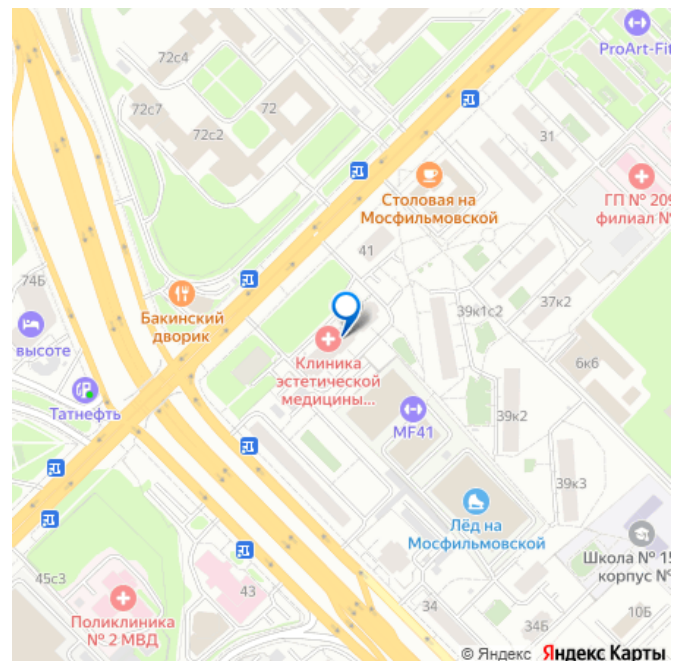 72с4
ProArt-Fit
72с7
72
72с2
31
Столовая на
Мосфильмовской
ГП № 209
филиал №
41
74Б
Бакинский
дворик
39к1с2
37к2
высоте
Клиника
эстетической
медицины...
6к6
Татнефть
MF41
39к2
39к3
Лёд на
Мосфильмовской
Школа № 15
корпус №
45с3
43
Поликлиника
№ 2 МВД
34
34Б
10Б
© Яндекс Яндекс Карты